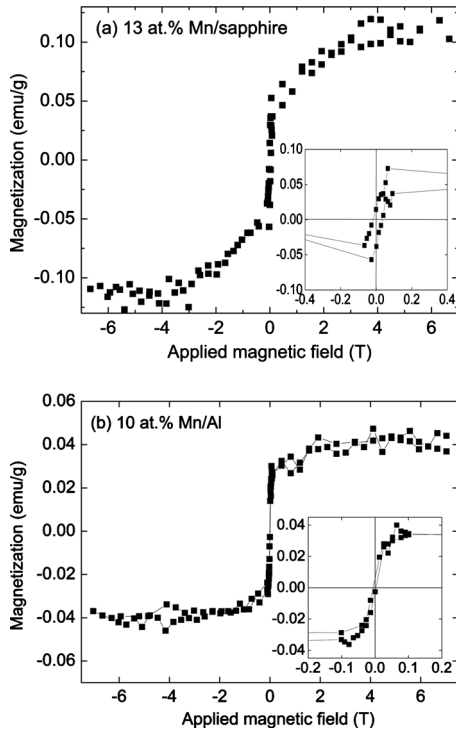 (a) 13 at.% Mn/sapphire
Magnetization (emu/g)
0.10
0.05
0.00
-0.05
-0.10
0.10
0.05
0.00
-0.05
-0.10
-0.4 -0.2 0.0 0.2 0.4
-6 -4 -2 0 2 4 6
Applied magnetic field (T)
(b) 10 at.% Mn/Al
Magnetization (emu/g)
0.06
0.04
0.02
0.00
-0.02
-0.04
-0.06
0.04
0.02
0.00
-0.02
-0.04
-0.2 -0.1 0.0 0.1 0.2
-6 -4 -2 0 2 4 6
Applied magnetic field (T)